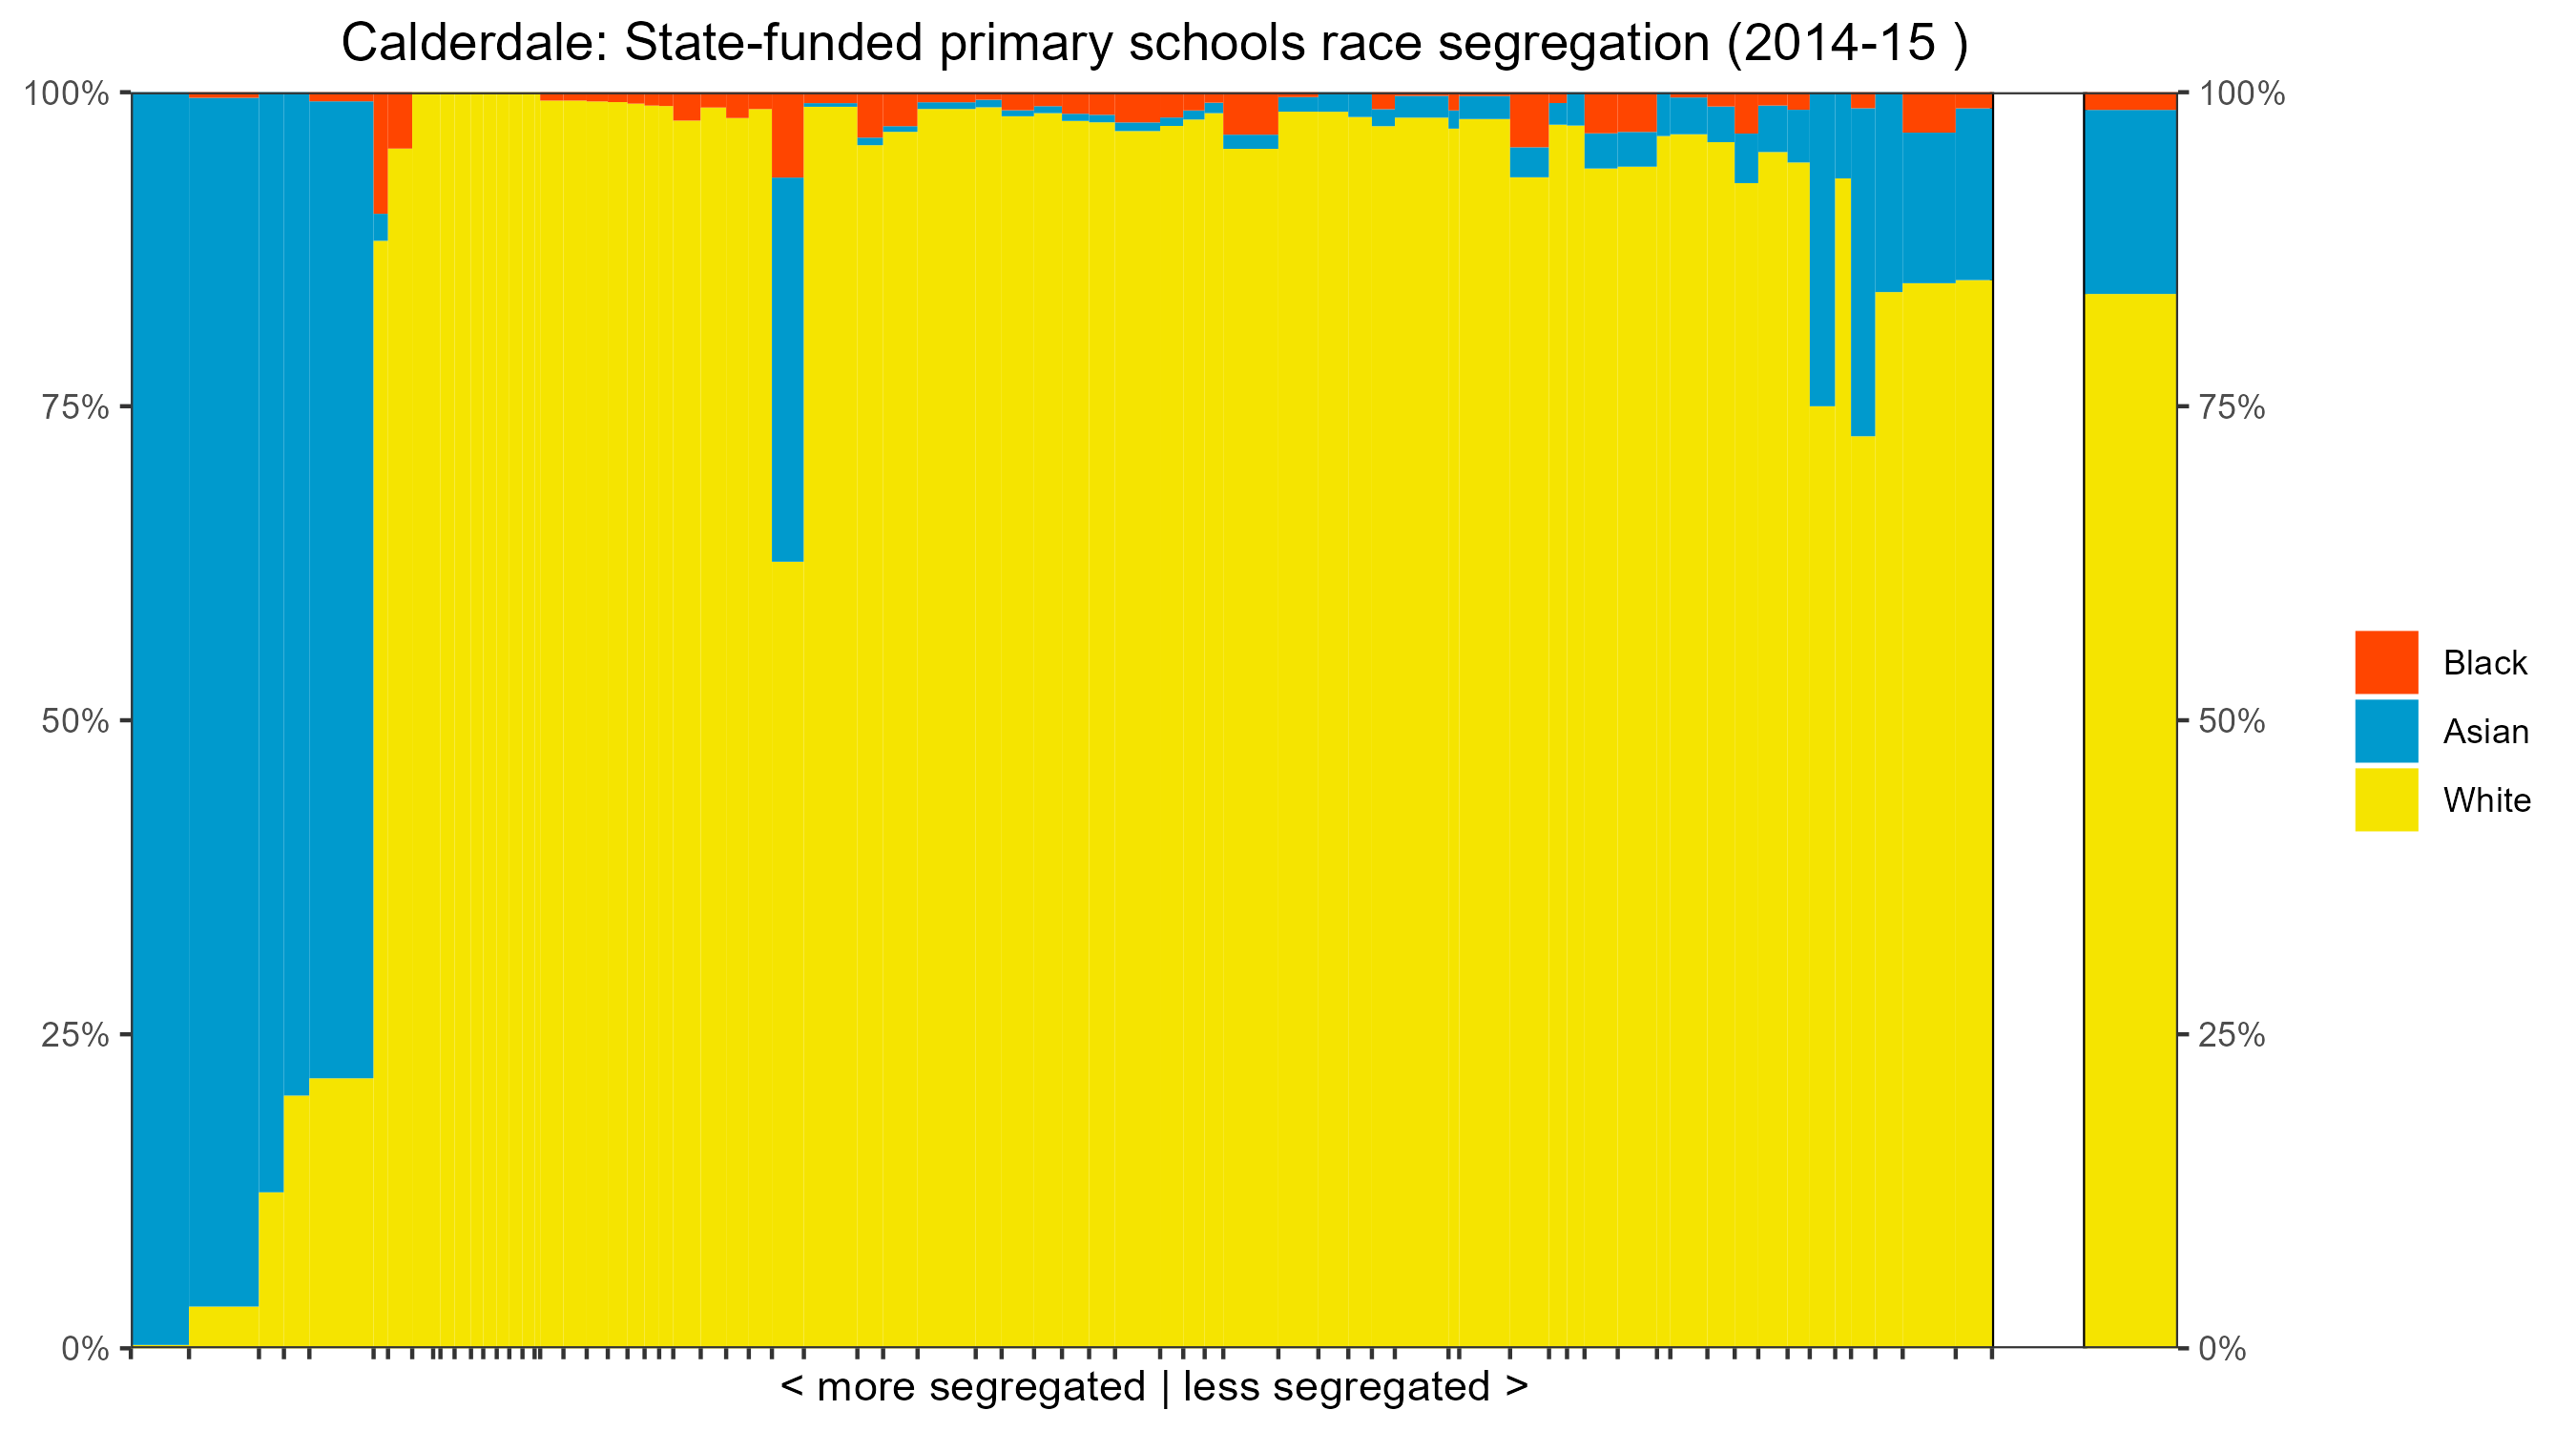 Calderdale: State-funded primary schools race segregation (2014-15 )
100%
75%
50%
25%
0%
100%
75%
50%
25%
0%
Black
Asian
White
< more segregated | less segregated >